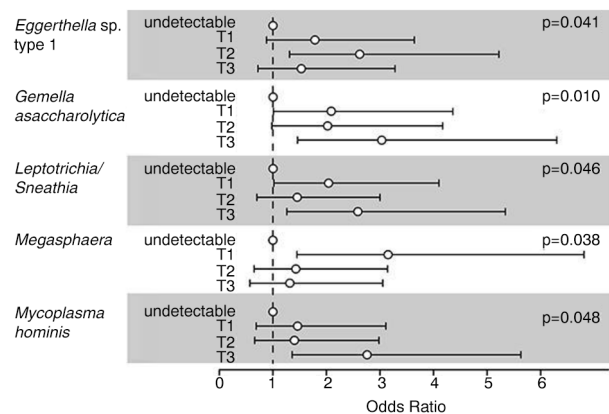 Eggerthella sp. type 1
undetectable
T1
T2
T3
p=0.041
Gemella asaccharolytica
undetectable
T1
T2
T3
p=0.010
Leptotrichia/ Sneathia
undetectable
T1
T2
T3
p=0.046
Megasphaera
undetectable
T1
T2
T3
p=0.038
Mycoplasma hominis
undetectable
T1
T2
T3
p=0.048
0 1 2 3 4 5 6
Odds Ratio